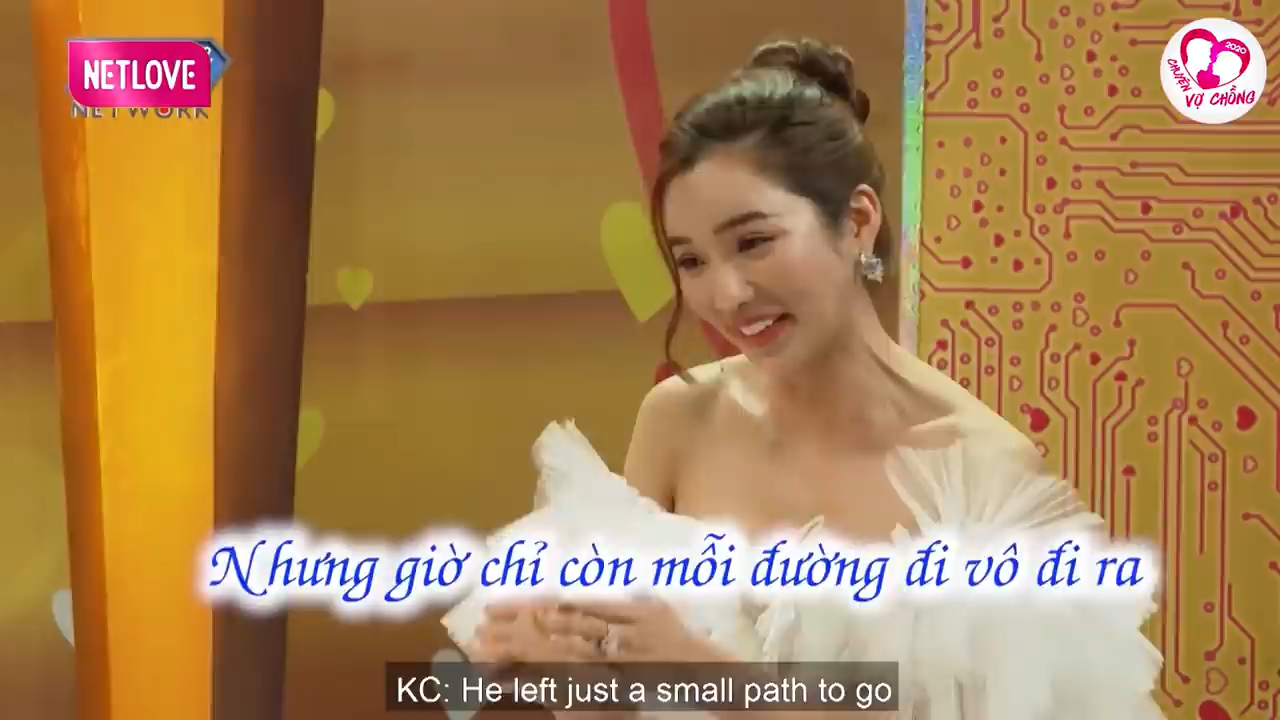 NETLOVE
NETWORK
2020
CHUYỆN
VỢ CHỒNG
Nhưng giờ chỉ còn mỗi đường đi vô đi ra
KC: He left just a small path to go